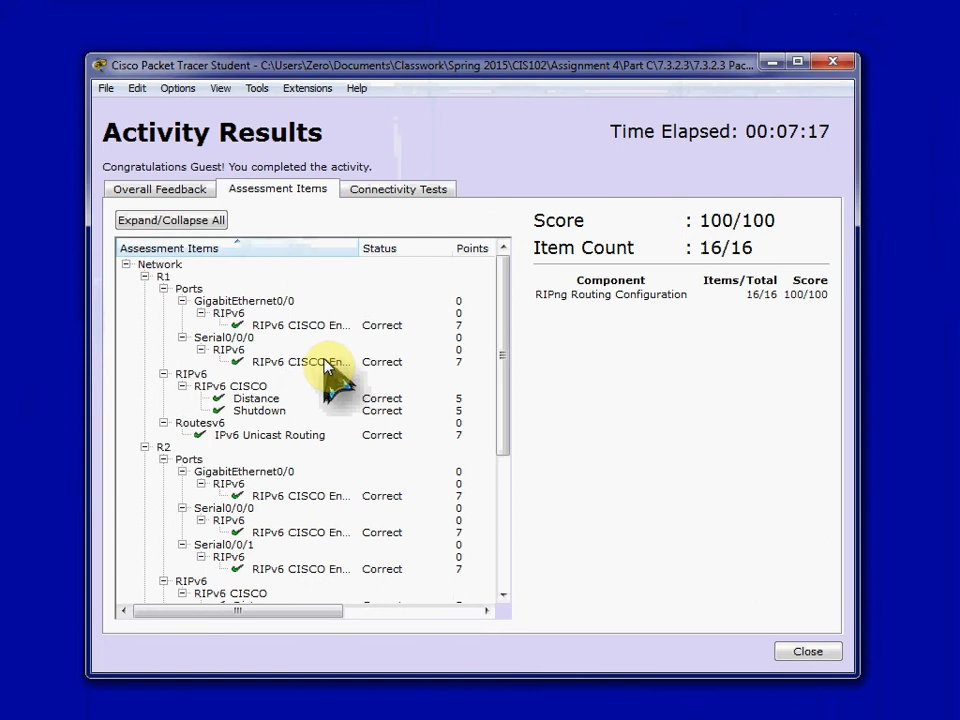 Cisco Packet Tracer Student - C:\Users\Zero\Documents\Classwork\Spring 2015\CIS102\Assignment 4\Part C\7.3.2.3\7.3.2.3 Pac...
File Edit Options View Tools Extensions Help
Activity Results
Time Elapsed: 00:07:17
Congratulations Guest! You completed the activity.
Overall Feedback Assessment Items Connectivity Tests
Expand/Collapse All
Assessment Items Status Points
Network
R1
Ports
GigabitEthernet0/0 0
RIPv6 0
RIPv6 CISCO En... Correct 7
Serial0/0/0 0
RIPv6 0
RIPv6 CISCO En... Correct 7
RIPv6
RIPv6 CISCO
Distance Correct 5
Shutdown Correct 5
Routesv6 0
IPv6 Unicast Routing Correct 7
R2
Ports
GigabitEthernet0/0 0
RIPv6 0
RIPv6 CISCO En... Correct 7
Serial0/0/0 0
RIPv6 0
RIPv6 CISCO En... Correct 7
Serial0/0/1 0
RIPv6 0
RIPv6 CISCO En... Correct 7
RIPv6
RIPv6 CISCO
Score : 100/100
Item Count : 16/16
Component Items/Total Score
RIPng Routing Configuration 16/16 100/100
Close